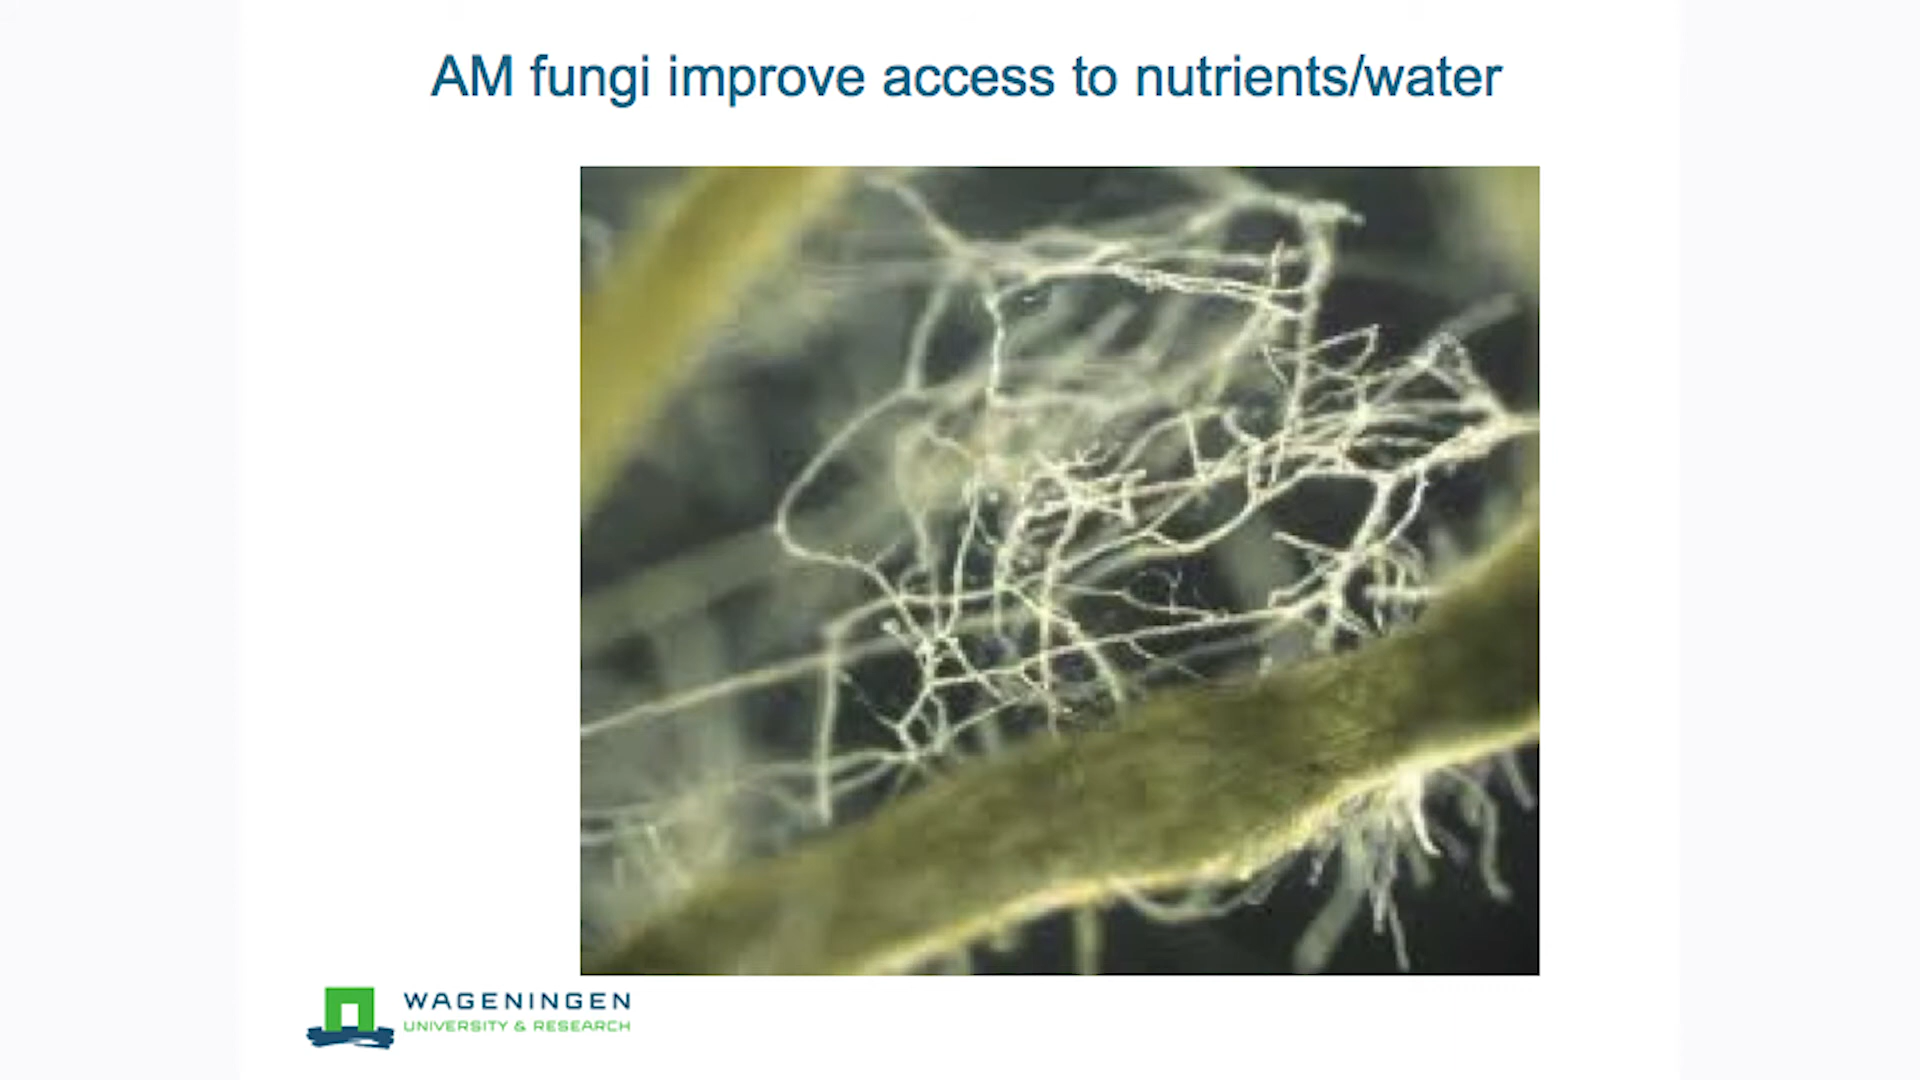 AM fungi improve access to nutrients/water
WAGENINGEN
UNIVERSITY & RESEARCH